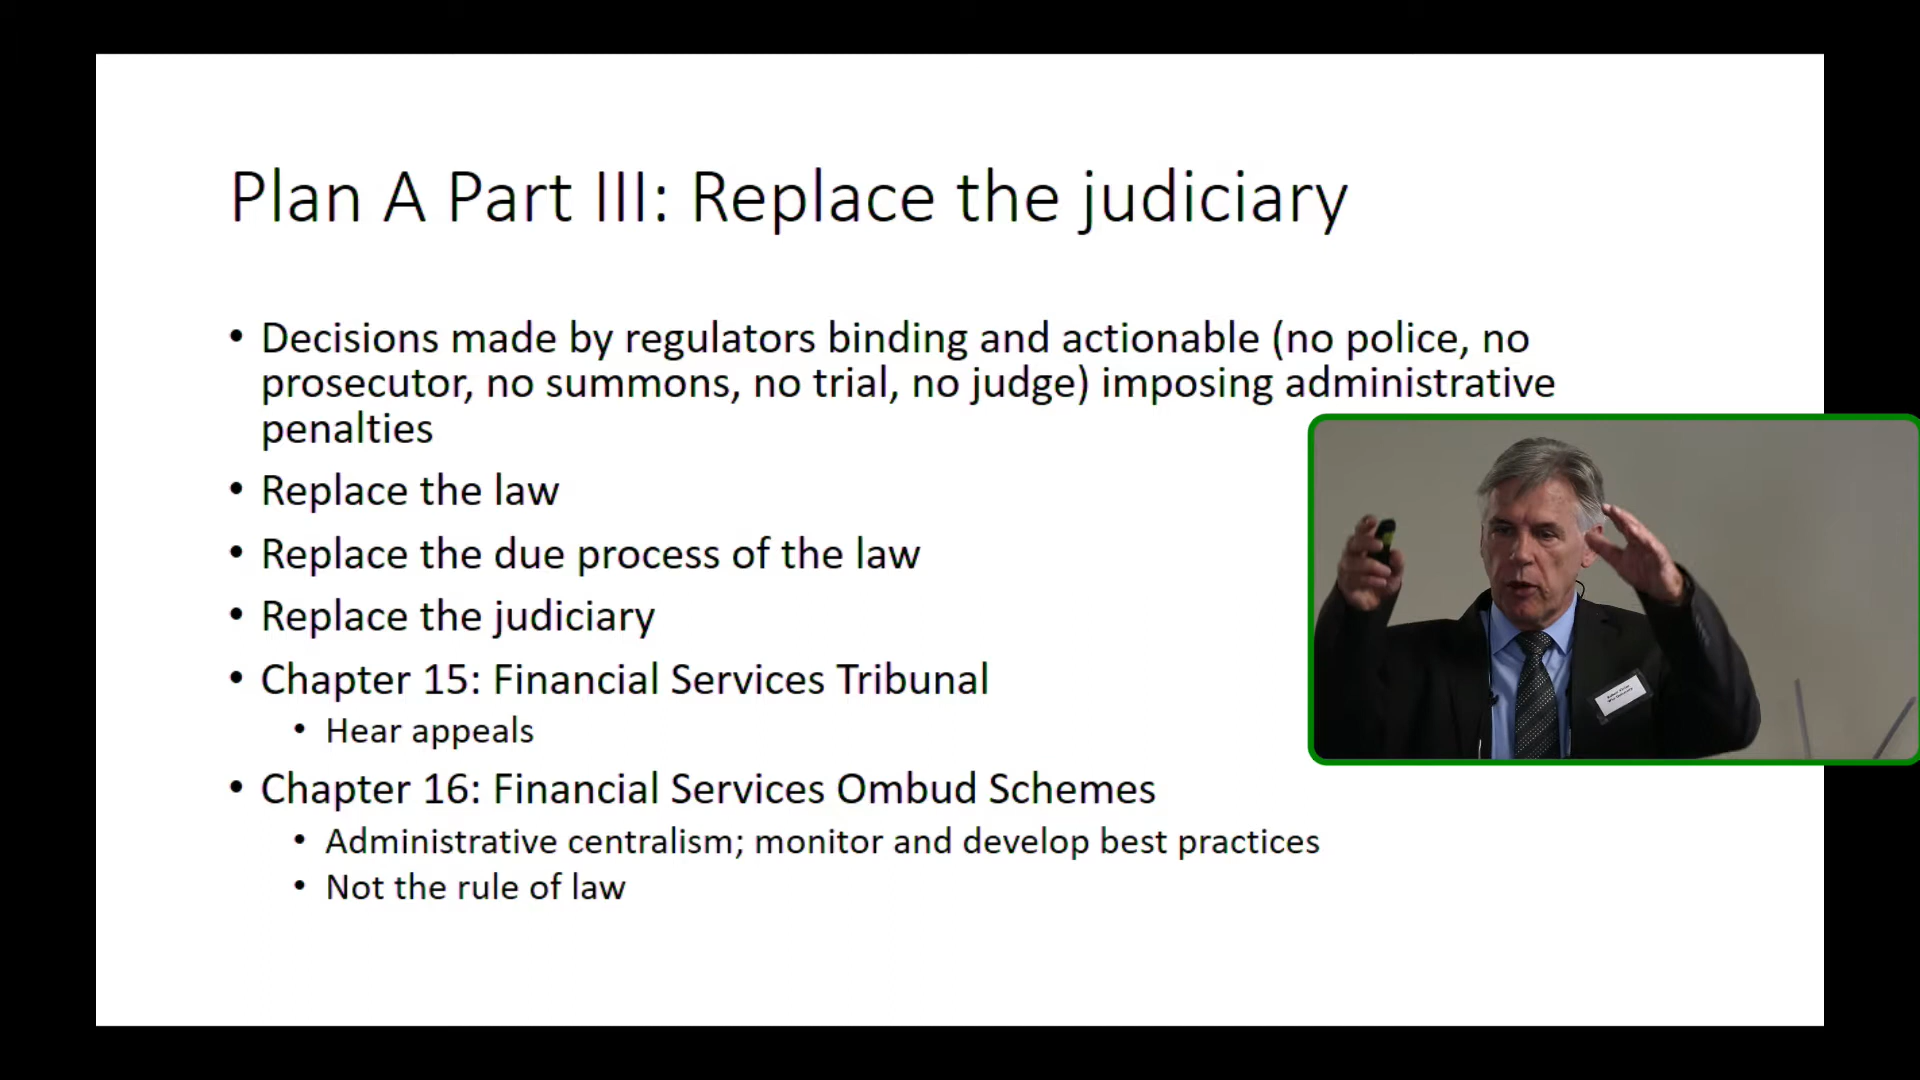 Plan A Part III: Replace the judiciary
• Decisions made by regulators binding and actionable (no police, no
prosecutor, no summons, no trial, no judge) imposing administrative
penalties
• Replace the law
• Replace the due process of the law
• Replace the judiciary
• Chapter 15: Financial Services Tribunal
• Hear appeals
• Chapter 16: Financial Services Ombud Schemes
• Administrative centralism; monitor and develop best practices
• Not the rule of law